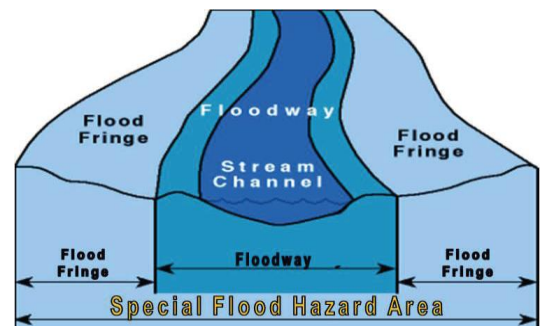 Floodway
Flood
Fringe
Flood
Fringe
Stream
Channel
Flood
Fringe
Floodway
Flood
Fringe
Special Flood Hazard Area